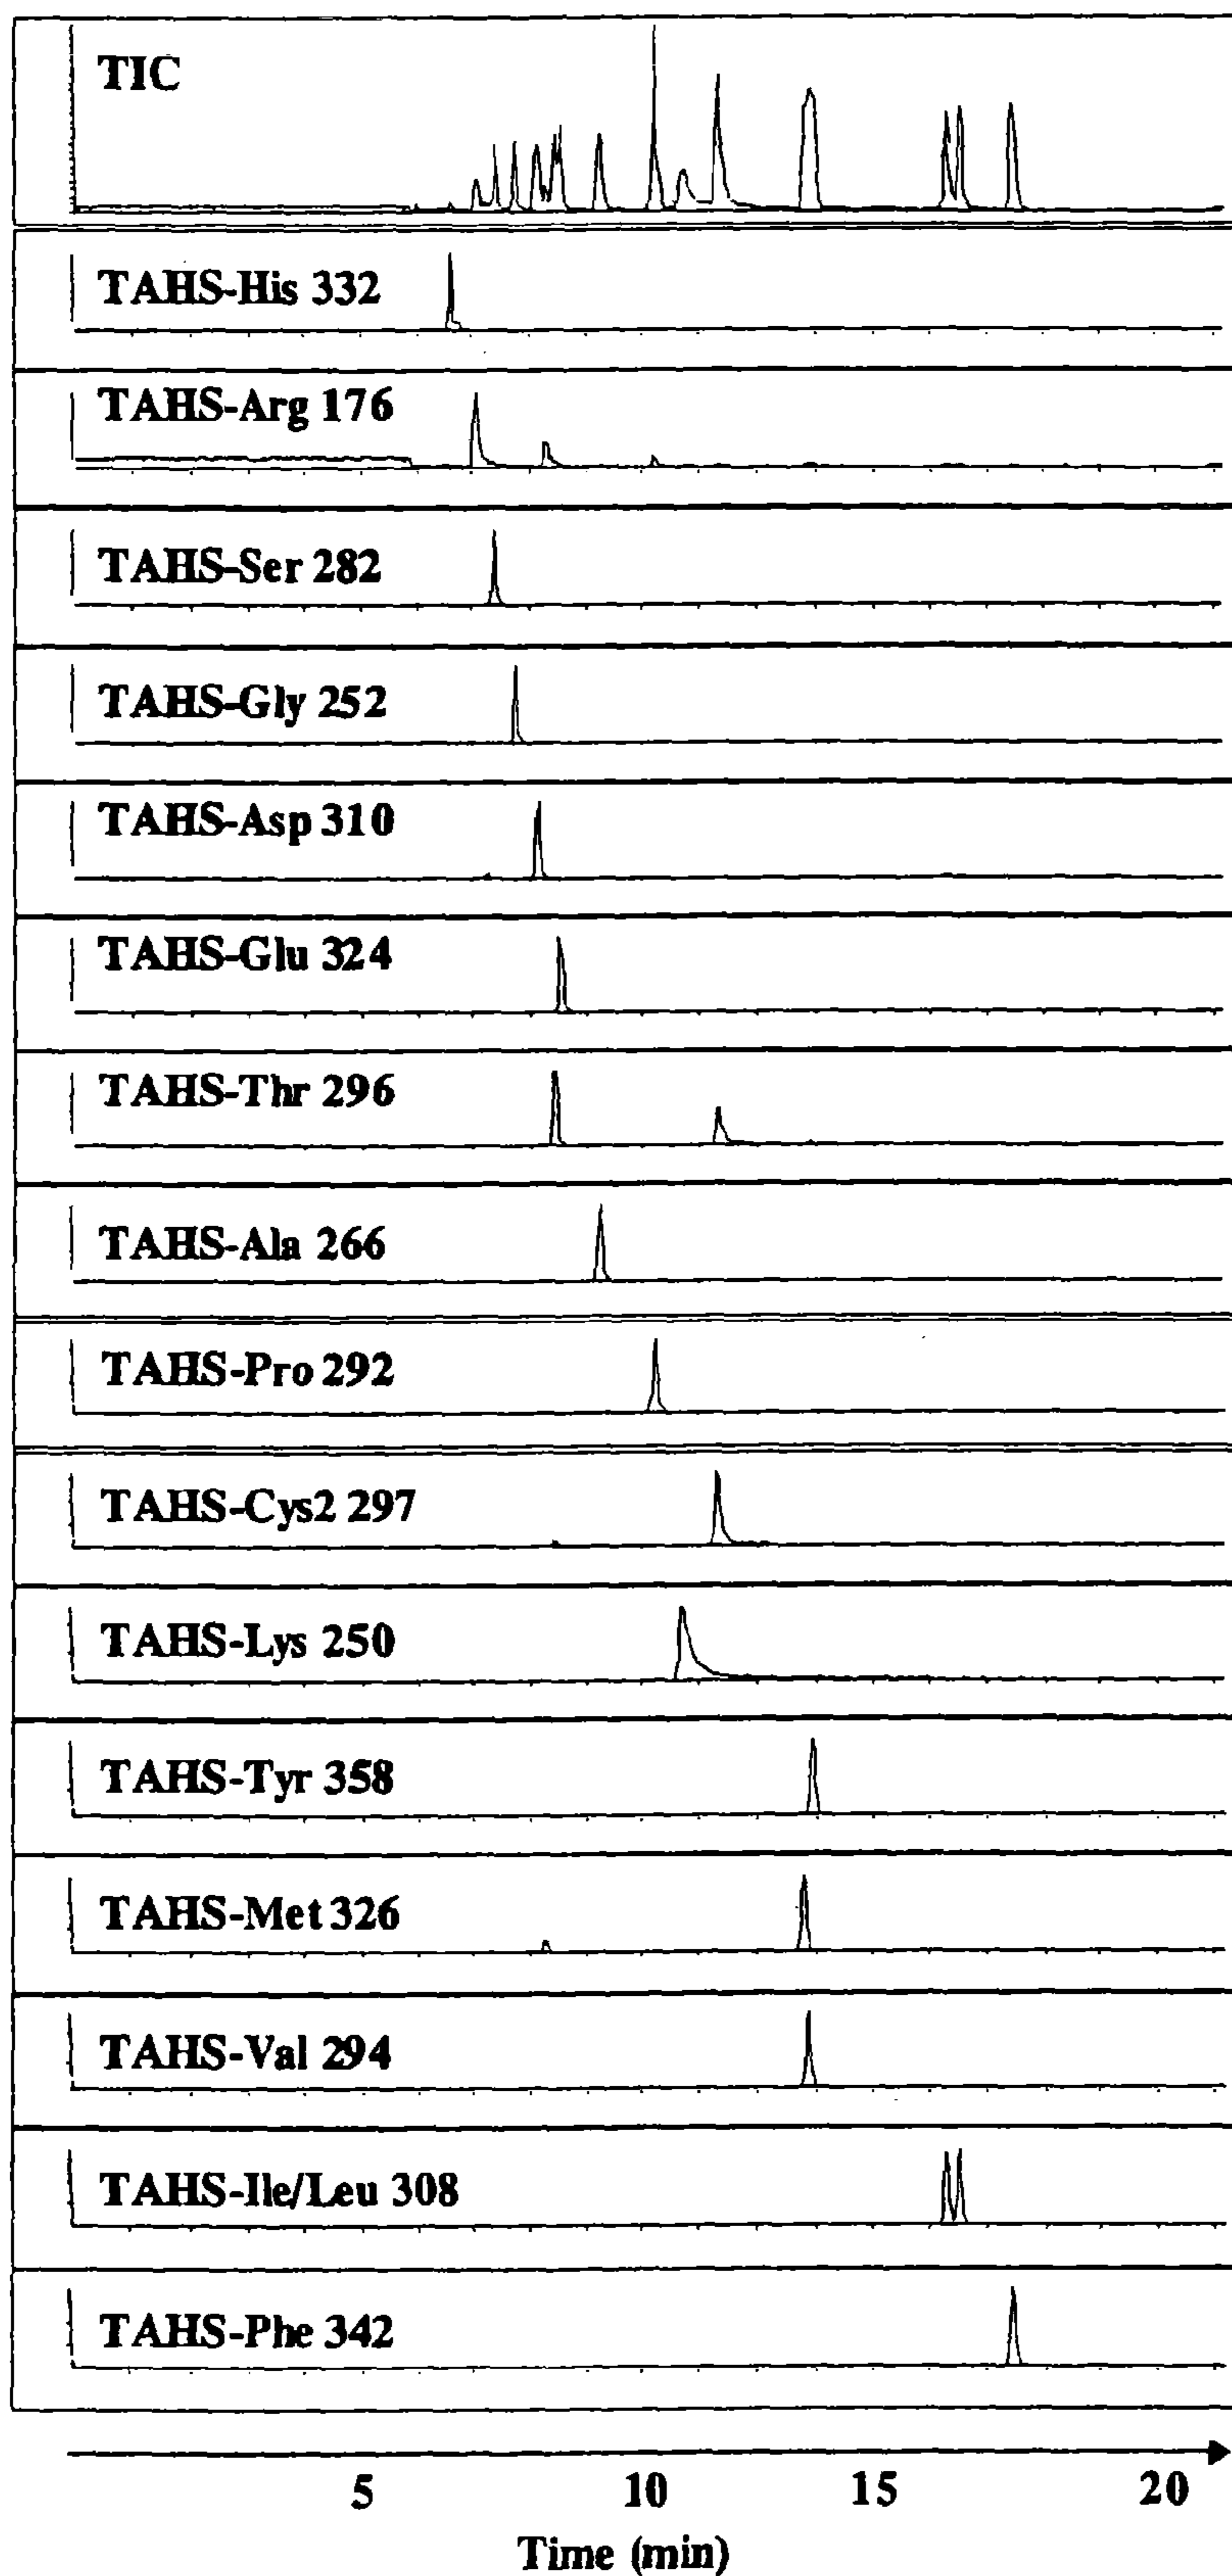 TIC
TAHS-His 332
TAHS-Arg 176
TAHS-Ser 282
TAHS-Gly 252
TAHS-Asp 310
TAHS-Glu 324
TAHS-Thr 296
TAHS-Ala 266
TAHS-Pro 292
TAHS-Cys2 297
TAHS-Lys 250
TAHS-Tyr 358
TAHS-Met 326
TAHS-Val 294
TAHS-Ile/Leu 308
TAHS-Phe 342
5 10 15 20
Time (min)